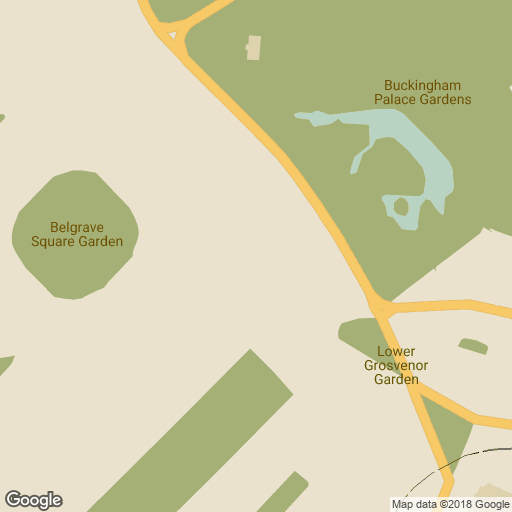 Buckingham
Palace Gardens
Belgrave
Square Garden
Lower
Grosvenor
Garden
Google
Map data ©2018 Google